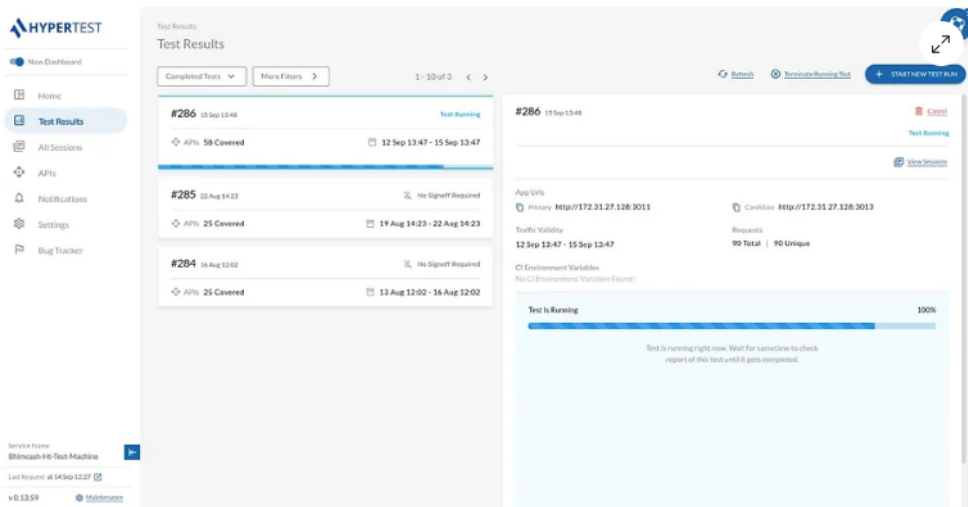 HYPERTEST
New Dashboard
Home
Test Results
All Sessions
APIs
Notifications
Settings
Bug Tracker
Service Name
Bhimcash-Ht-Test-Machine
Last Request at 14 Sep 12:27
v 0.13.59 Maintenance
Test Results
Test Results
Completed Tests More Filters 1 - 10 of 3
Refresh Terminate Running Test + START NEW TEST RUN
#286 15 Sep 13:48 Test Running
APIs 58 Covered 12 Sep 13:47 - 15 Sep 13:47
#285 22 Aug 14:23 No Signoff Required
APIs 25 Covered 19 Aug 14:23 - 22 Aug 14:23
#284 16 Aug 12:02 No Signoff Required
APIs 25 Covered 13 Aug 12:02 - 16 Aug 12:02
#286 15 Sep 13:48 Cancel
Test Running
View Sessions
App Urls
Primary http://172.31.27.128:3011 Candidate http://172.31.27.128:3013
Traffic Validity Requests
12 Sep 13:47 - 15 Sep 13:47 90 Total | 90 Unique
CI Environment Variables
No CI Environment Variables Found!
Test Is Running 100%
Test is running right now. Wait for sometime to check
report of this test until it gets completed.